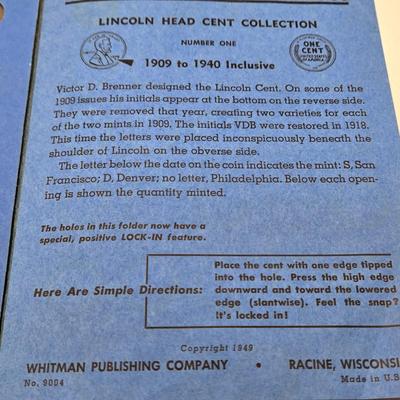 LINCOLN HEAD CENT COLLECTION
NUMBER ONE
1909 to 1940 Inclusive
ONE
CENT
Victor D. Brenner designed the Lincoln Cent. On some of
1909 issues his initials appear at the bottom on the reverse side.
They were removed that year, creating two varieties for each
of the two mints in 1909. The initials VDB were restored in 1918.
This time the letters were placed inconspicuously beneath the
shoulder of Lincoln on the obverse side.
The letter below the date on the coin indicates the mint: S, San
Francisco; D, Denver; no letter, Philadelphia. Below each open-
ing is shown the quantity minted.
The holes in this folder now have a
special, positive LOCK-IN feature.
Here Are Simple Directions:
Place the cent with one edge tipped
into the hole. Press the high edge
downward and toward the lowered
edge (slantwise). Feel the snap?
It's locked in!
Copyright 1949
WHITMAN PUBLISHING COMPANY • RACINE, WISCONSI
No. 9004
Made in U.S